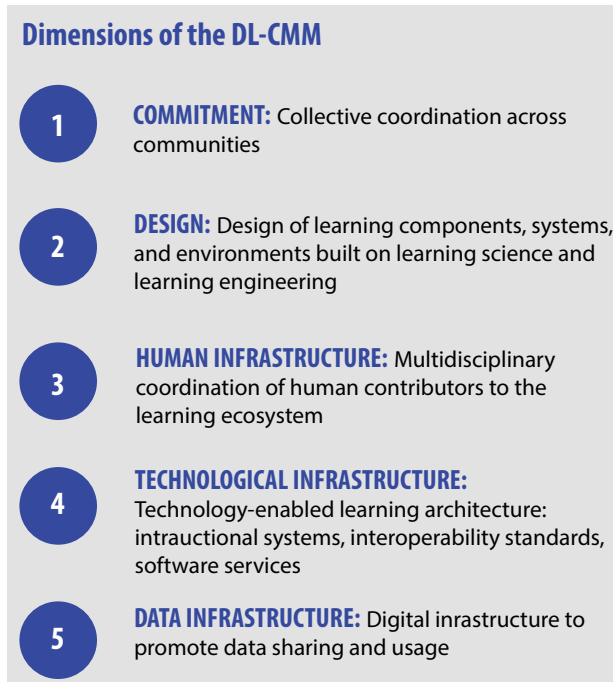 Dimensions of the DL-CMM
1
COMMITMENT: Collective coordination across
communities
2
DESIGN: Design of learning components, systems,
and environments built on learning science and
learning engineering
3
HUMAN INFRASTRUCTURE: Multidisciplinary
coordination of human contributors to the
learning ecosystem
4
TECHNOLOGICAL INFRASTRUCTURE:
Technology-enabled learning architecture:
intrauctional systems, interoperability standards,
software services
5
DATA INFRASTRUCTURE: Digital inrastructure to
promote data sharing and usage